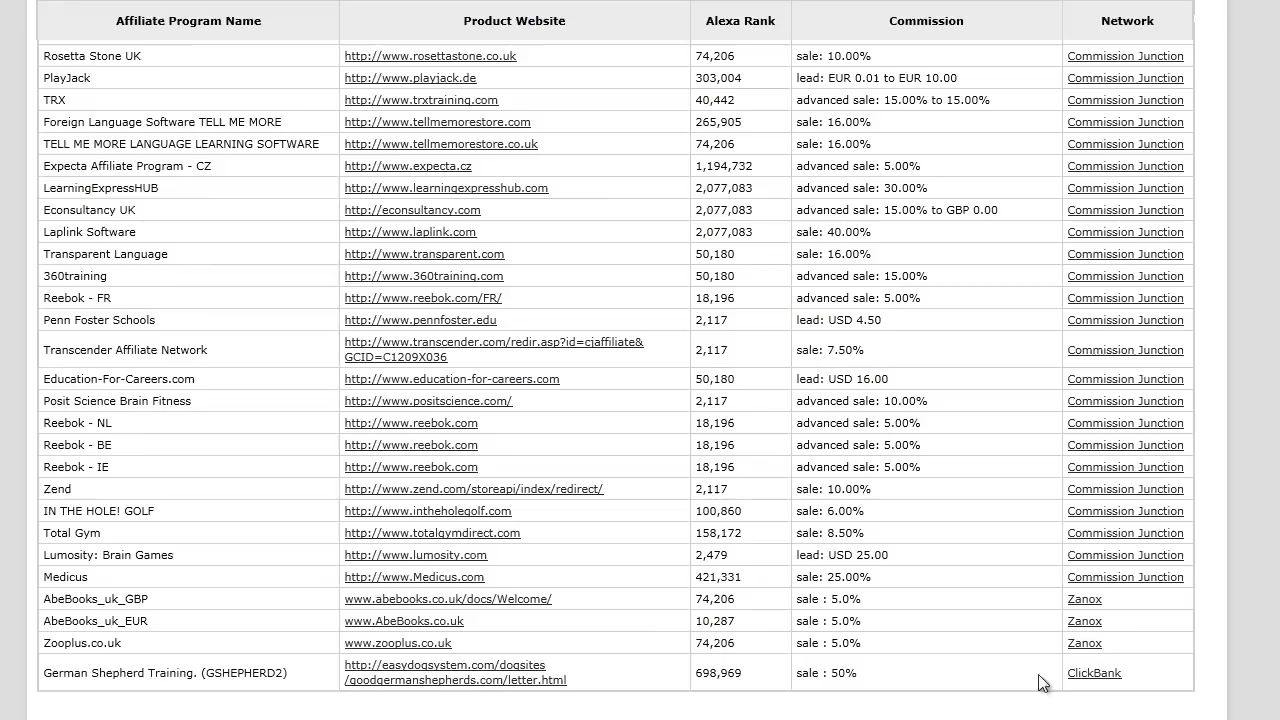 Affiliate Program Name Product Website Alexa Rank Commission Network
Rosetta Stone UK http://www.rosettastone.co.uk 74,206 sale: 10.00% Commission Junction
PlayJack http://www.playjack.de 303,004 lead: EUR 0.01 to EUR 10.00 Commission Junction
TRX http://www.trxtraining.com 40,442 advanced sale: 15.00% to 15.00% Commission Junction
Foreign Language Software TELL ME MORE http://www.tellmemorestore.com 265,905 sale: 16.00% Commission Junction
TELL ME MORE LANGUAGE LEARNING SOFTWARE http://www.tellmemorestore.co.uk 74,206 sale: 16.00% Commission Junction
Expecta Affiliate Program - CZ http://www.expecta.cz 1,194,732 advanced sale: 5.00% Commission Junction
LearningExpressHUB http://www.learningexpresshub.com 2,077,083 advanced sale: 30.00% Commission Junction
Econsultancy UK http://econsultancy.com 2,077,083 advanced sale: 15.00% to GBP 0.00 Commission Junction
Laplink Software http://www.laplink.com 2,077,083 sale: 40.00% Commission Junction
Transparent Language http://www.transparent.com 50,180 sale: 16.00% Commission Junction
360training http://www.360training.com 50,180 advanced sale: 15.00% Commission Junction
Reebok - FR http://www.reebok.com/FR/ 18,196 advanced sale: 5.00% Commission Junction
Penn Foster Schools http://www.pennfoster.edu 2,117 lead: USD 4.50 Commission Junction
Transcender Affiliate Network http://www.transcender.com/redir.asp?id=cjaffiliate& 2,117 sale: 7.50% Commission Junction
GCID=C1209X036
Education-For-Careers.com http://www.education-for-careers.com 50,180 lead: USD 16.00 Commission Junction
Posit Science Brain Fitness http://www.positscience.com/ 2,117 advanced sale: 10.00% Commission Junction
Reebok - NL http://www.reebok.com 18,196 advanced sale: 5.00% Commission Junction
Reebok - BE http://www.reebok.com 18,196 advanced sale: 5.00% Commission Junction
Reebok - IE http://www.reebok.com 18,196 advanced sale: 5.00% Commission Junction
Zend http://www.zend.com/storeapi/index/redirect/ 2,117 sale: 10.00% Commission Junction
IN THE HOLE! GOLF http://www.intheholegolf.com 100,860 sale: 6.00% Commission Junction
Total Gym http://www.totalgymdirect.com 158,172 sale: 8.50% Commission Junction
Lumosity: Brain Games http://www.lumosity.com 2,479 lead: USD 25.00 Commission Junction
Medicus http://www.Medicus.com 421,331 sale: 25.00% Commission Junction
AbeBooks_uk_GBP www.abebooks.co.uk/docs/Welcome/ 74,206 sale : 5.0% Zanox
AbeBooks_uk_EUR www.AbeBooks.co.uk 10,287 sale : 5.0% Zanox
Zooplus.co.uk www.zooplus.co.uk 74,206 sale : 5.0% Zanox
German Shepherd Training. (GSHEPHERD2) http://easydogsystem.com/dogsites 698,969 sale : 50% ClickBank
/goodgermanshepherds.com/letter.html